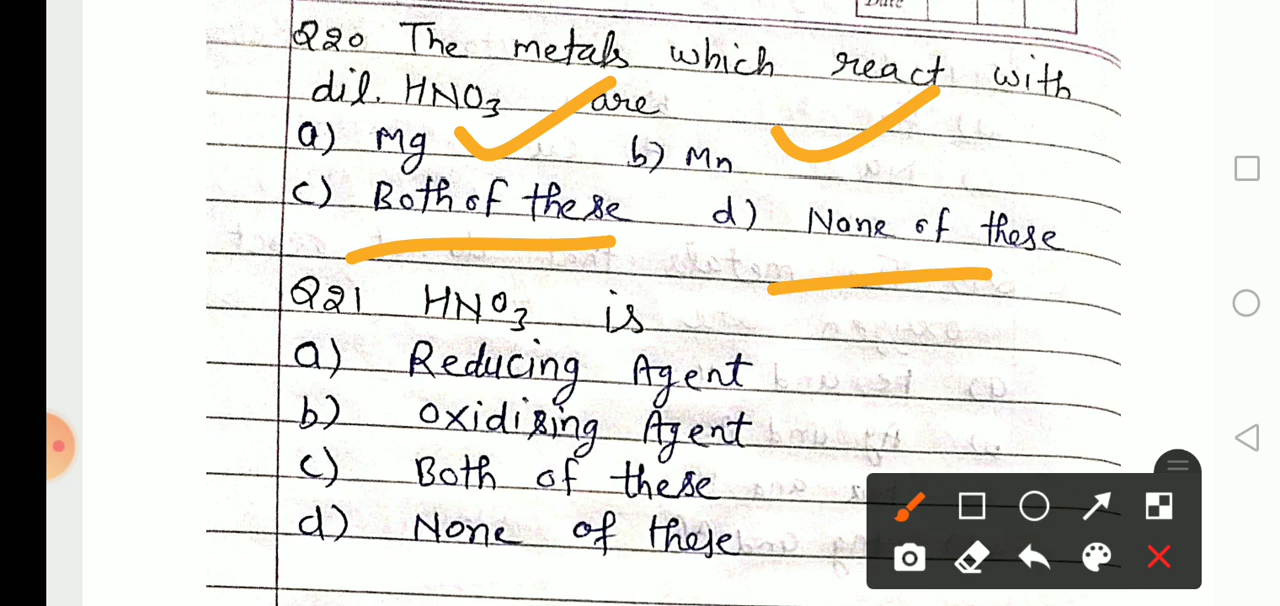 Date
Q20 The metals which react with
dil. HNO3 are
a) Mg b) Mn
c) Both of these d) None of these
Q21 HNO3 is
a) Reducing Agent
b) Oxidizing Agent
c) Both of these
d) None of these